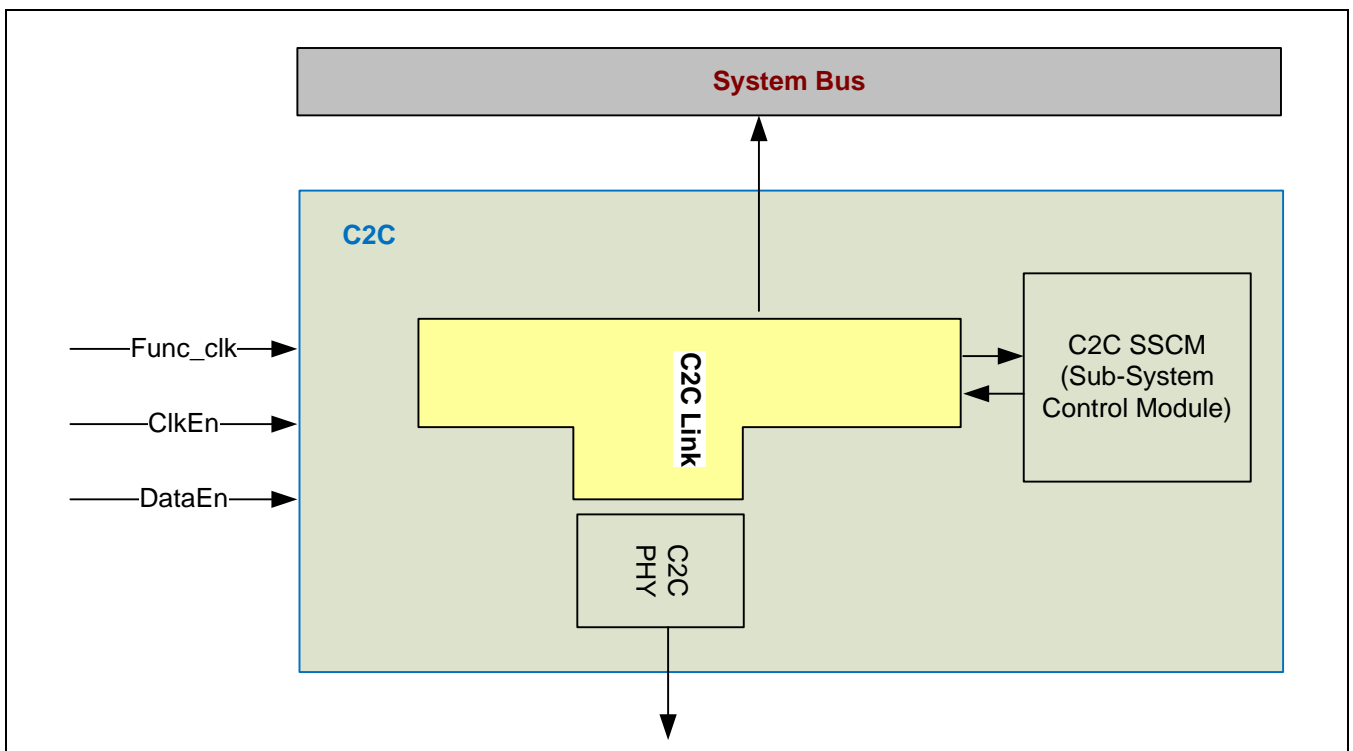 System Bus
C2C
Func_clk
ClkEn
DataEn
C2C Link
C2C SSCM
(Sub-System
Control Module)
C2C
PHY